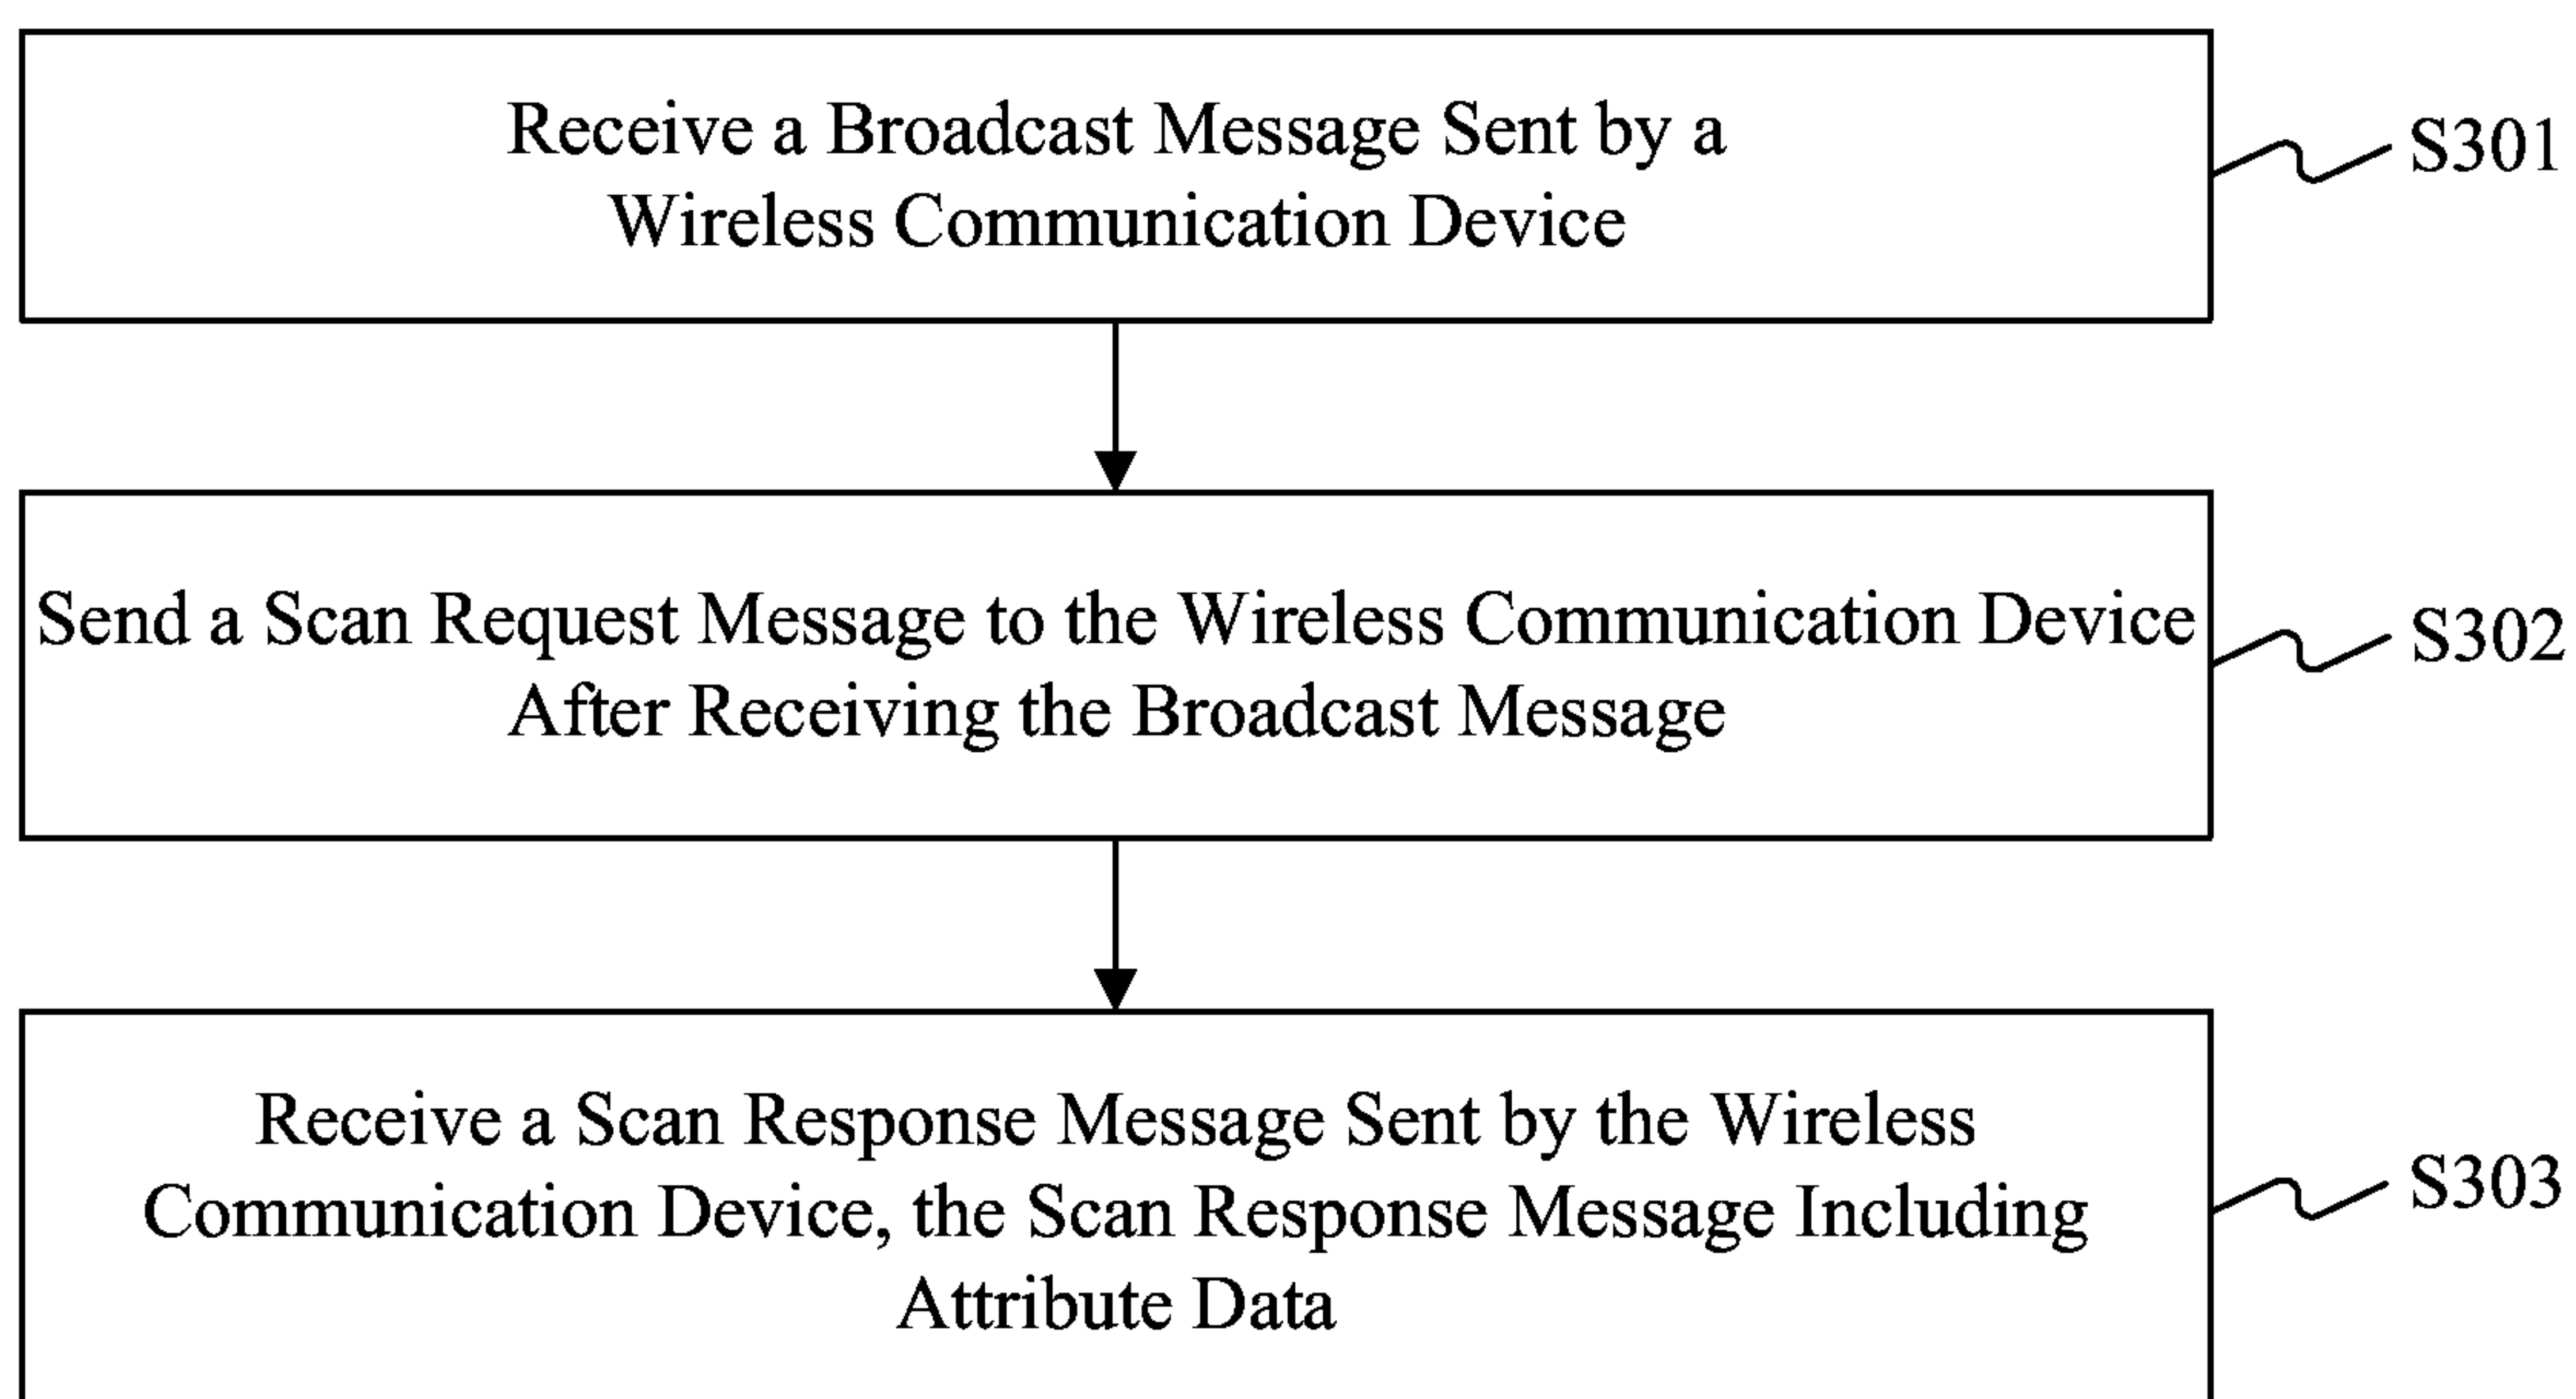 Receive a Broadcast Message Sent by a
Wireless Communication Device
S301
Send a Scan Request Message to the Wireless Communication Device
After Receiving the Broadcast Message
S302
Receive a Scan Response Message Sent by the Wireless
Communication Device, the Scan Response Message Including
Attribute Data
S303